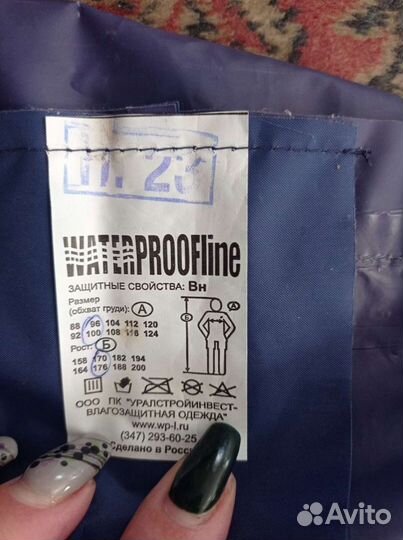 П. 23
WATERPROOFline
ЗАЩИТНЫЕ СВОЙСТВА: Вн
Размер
(обхват груди): А
88 96 104 112 120
92 100 108 116 124
Рост: Б
158 170 182 194
164 176 188 200
А
Б
ООО ПК "УРАЛСТРОЙИНВЕСТ-
ВЛАГОЗАЩИТНАЯ ОДЕЖДА"
www.wp-l.ru
(347) 293-60-25
Сделано в России
Avito